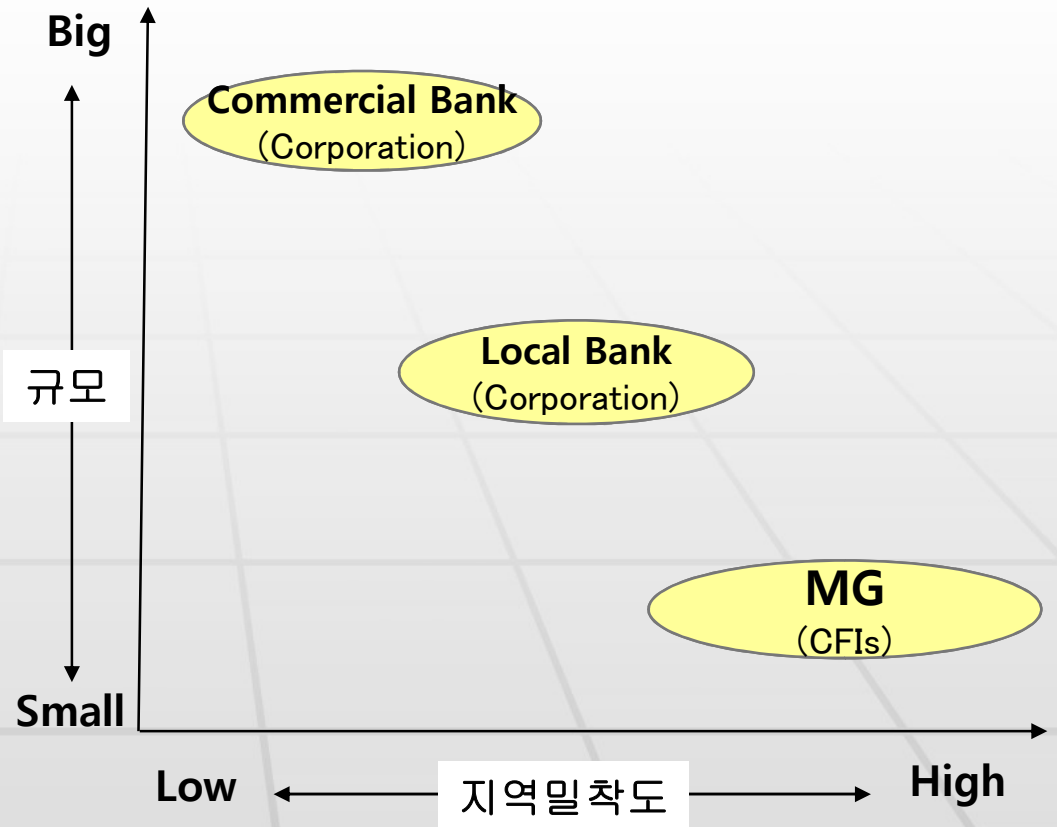 Big
Commercial Bank
(Corporation)
Local Bank
(Corporation)
규모
MG
(CFIs)
Small
Low
지역밀착도
High